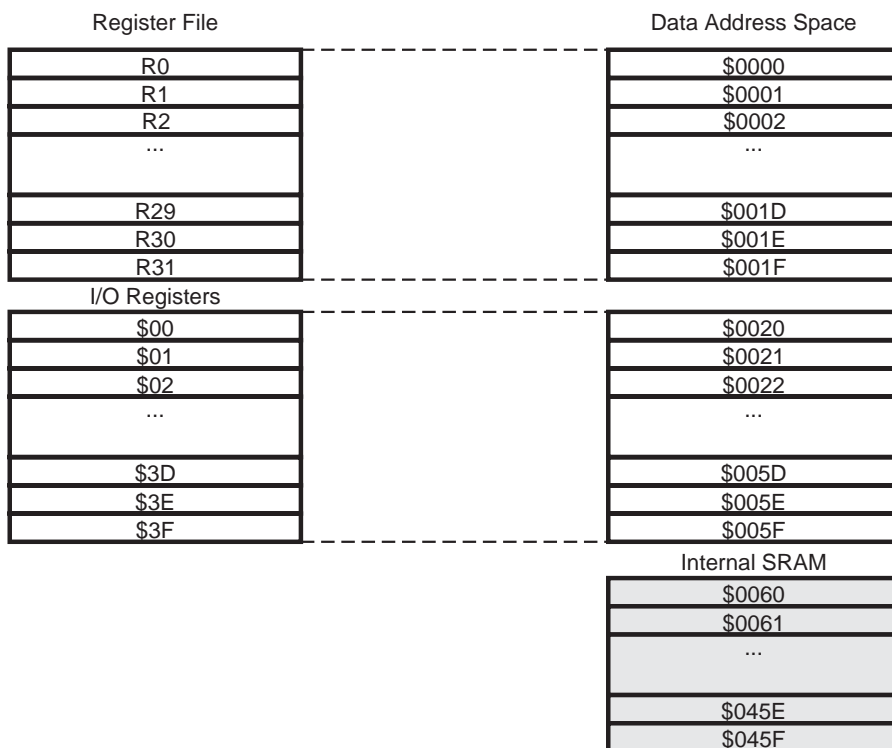 Register File
Data Address Space
R0
$0000
R1
$0001
R2
$0002
...
...
R29
$001D
R30
$001E
R31
$001F
I/O Registers
$00
$0020
$01
$0021
$02
$0022
...
...
$3D
$005D
$3E
$005E
$3F
$005F
Internal SRAM
$0060
$0061
...
$045E
$045F